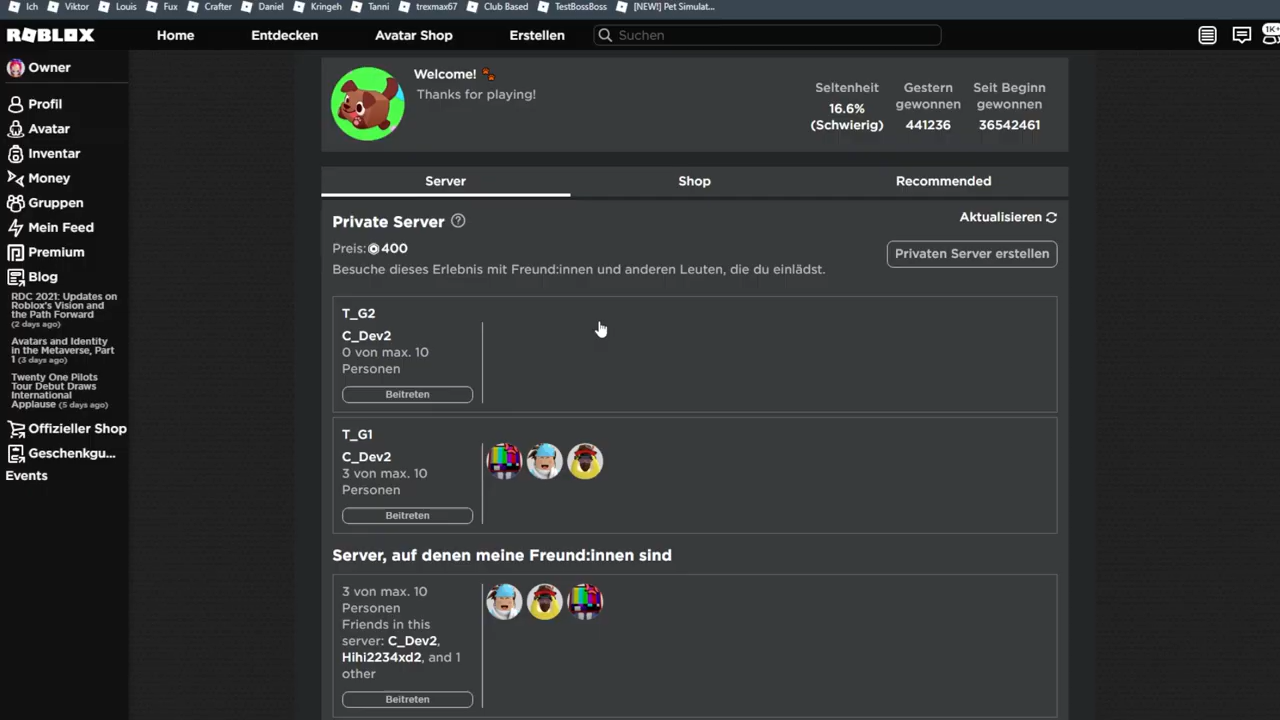 Ich
Viktor
Louis
Fux
Crafter
Daniel
Kringeh
Tanni
trexmax67
Club Based
TestBossBoss
[NEW!] Pet Simulat...
ROBLOX
Home
Entdecken
Avatar Shop
Erstellen
Suchen
1K+
Owner
Profil
Avatar
Inventar
Money
Gruppen
Mein Feed
Premium
Blog
RDC 2021: Updates on
Roblox's Vision and
the Path Forward
(2 days ago)
Avatars and Identity
in the Metaverse, Part
1 (3 days ago)
Twenty One Pilots
Tour Debut Draws
International
Applause (5 days ago)
Offizieller Shop
Geschenkgu...
Events
Welcome!
Thanks for playing!
Seltenheit
16.6%
(Schwierig)
Gestern
gewonnen
441236
Seit Beginn
gewonnen
36542461
Server
Shop
Recommended
Private Server ?
Aktualisieren
Preis: 400
Privaten Server erstellen
Besuche dieses Erlebnis mit Freund:innen und anderen Leuten, die du einlädst.
T_G2
C_Dev2
0 von max. 10
Personen
Beitreten
T_G1
C_Dev2
3 von max. 10
Personen
Beitreten
Server, auf denen meine Freund:innen sind
3 von max. 10
Personen
Friends in this
server: C_Dev2,
Hihi2234xd2, and 1
other
Beitreten